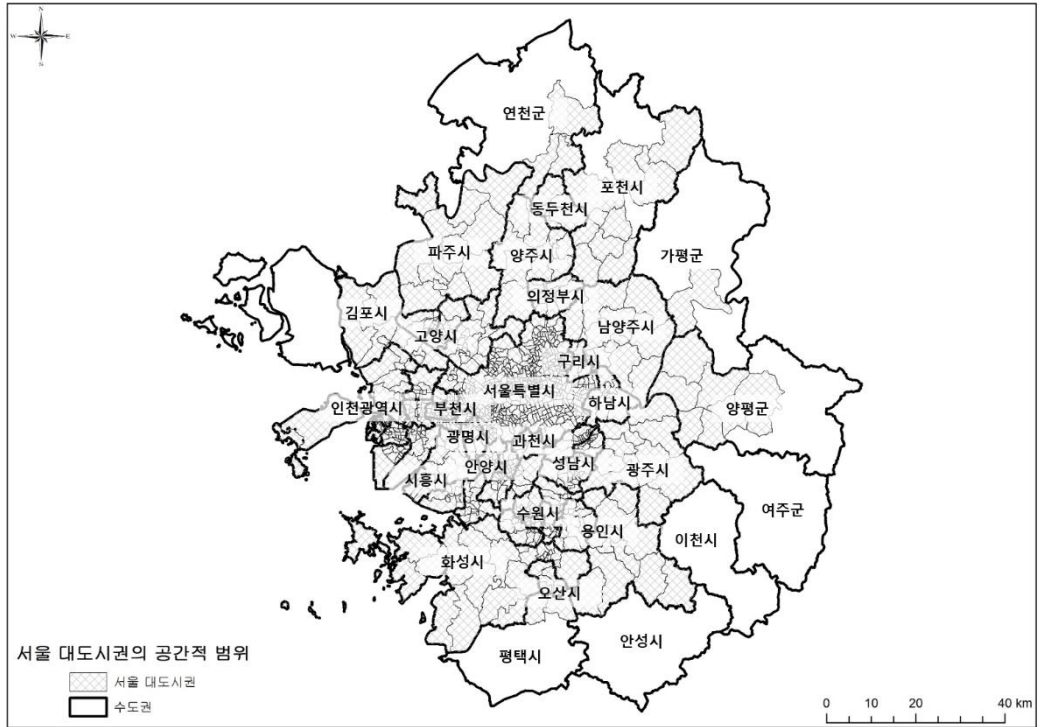 N
W E
S
연천군
포천시
동두천시
파주시
양주시
가평군
의정부시
김포시
남양주시
고양시
구리시
서울특별시
하남시
인천광역시
부천시
양평군
광명시
과천시
안양시
성남시
광주시
시흥시
수원시
여주군
용인시
이천시
화성시
오산시
안성시
평택시
서울 대도시권의 공간적 범위
서울 대도시권
수도권
0 10 20 40 km